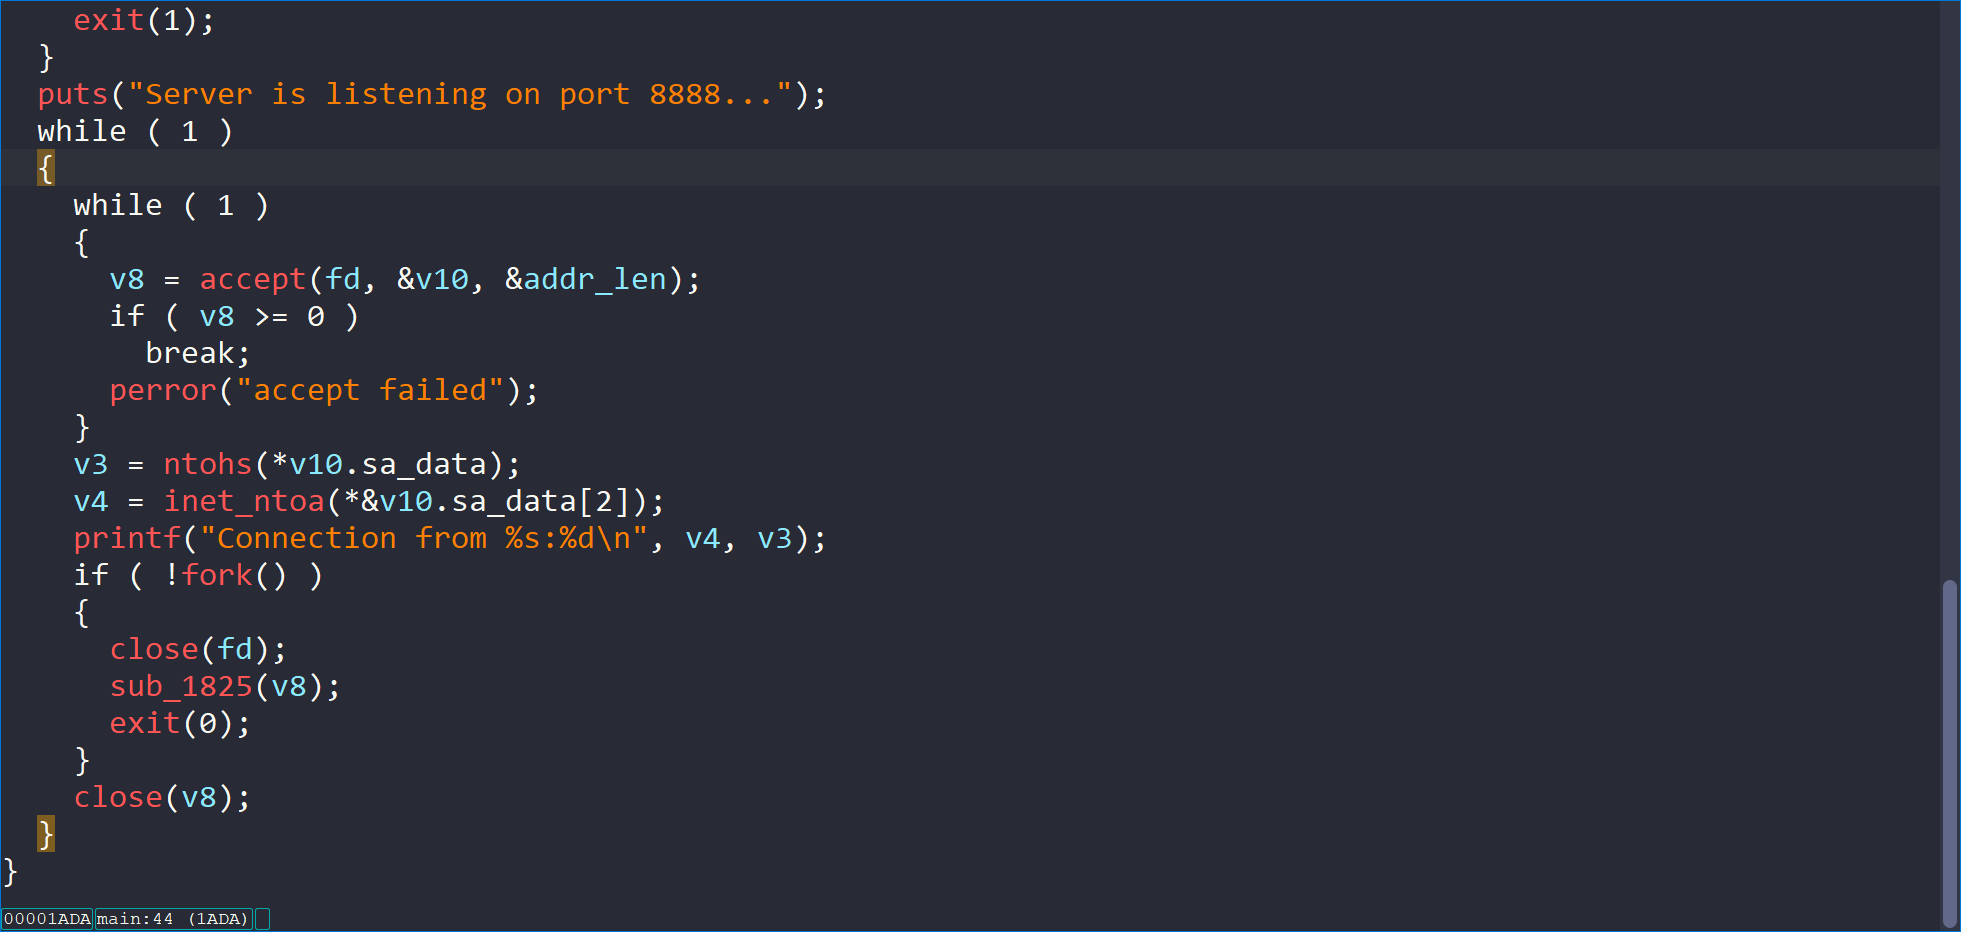 exit(1);
}
puts("Server is listening on port 8888...");
while ( 1 )
{
while ( 1 )
{
v8 = accept(fd, &v10, &addr_len);
if ( v8 >= 0 )
break;
perror("accept failed");
}
v3 = ntohs(*v10.sa_data);
v4 = inet_ntoa(*&v10.sa_data[2]);
printf("Connection from %s:%d\n", v4, v3);
if ( !fork() )
{
close(fd);
sub_1825(v8);
exit(0);
}
close(v8);
}
}
00001ADA main:44 (1ADA)